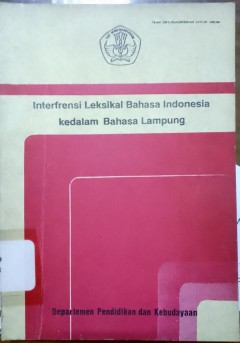 Interfrensi Leksikal Bahasa Indonesia
kedalam Bahasa Lampung
Departemen Pendidikan dan Kebudayaan